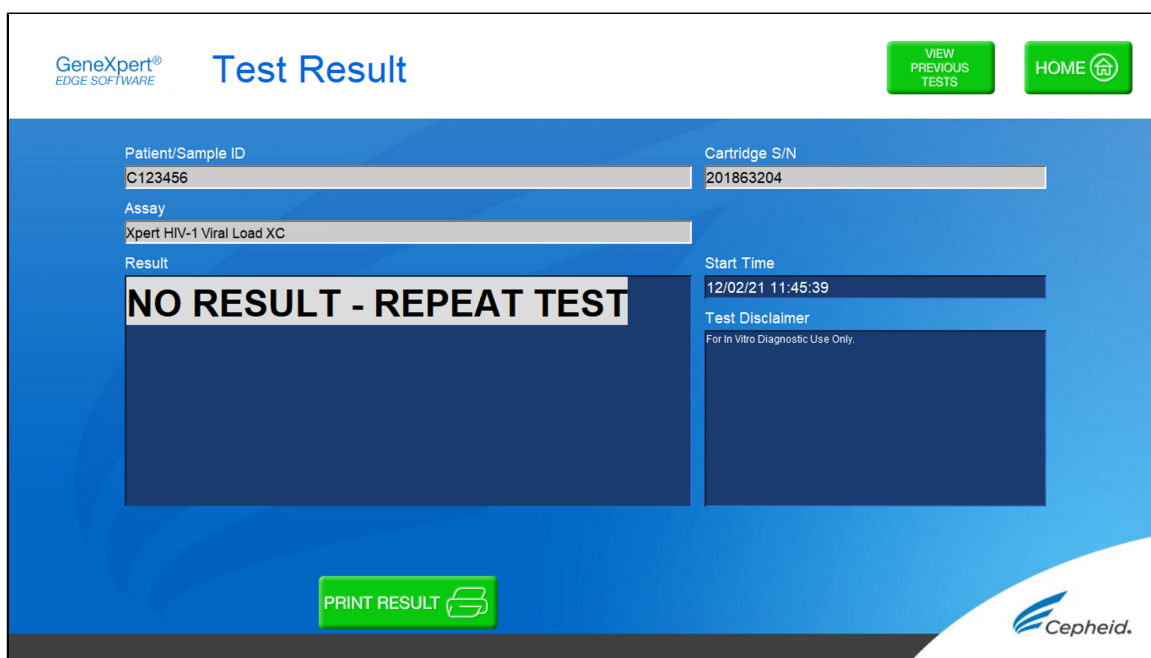 GeneXpert®
EDGE SOFTWARE
Test Result
VIEW
PREVIOUS
TESTS
HOME
Patient/Sample ID
C123456
Cartridge S/N
201863204
Assay
Xpert HIV-1 Viral Load XC
Result
NO RESULT - REPEAT TEST
Start Time
12/02/21 11:45:39
Test Disclaimer
For In Vitro Diagnostic Use Only.
PRINT RESULT
Cepheid.